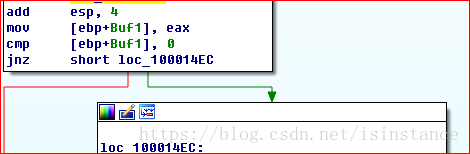 add     esp, 4
mov     [ebp+Buf1], eax
cmp     [ebp+Buf1], 0
jnz     short loc_100014EC
https://blog.csdn.net/isinstance
loc_100014EC: